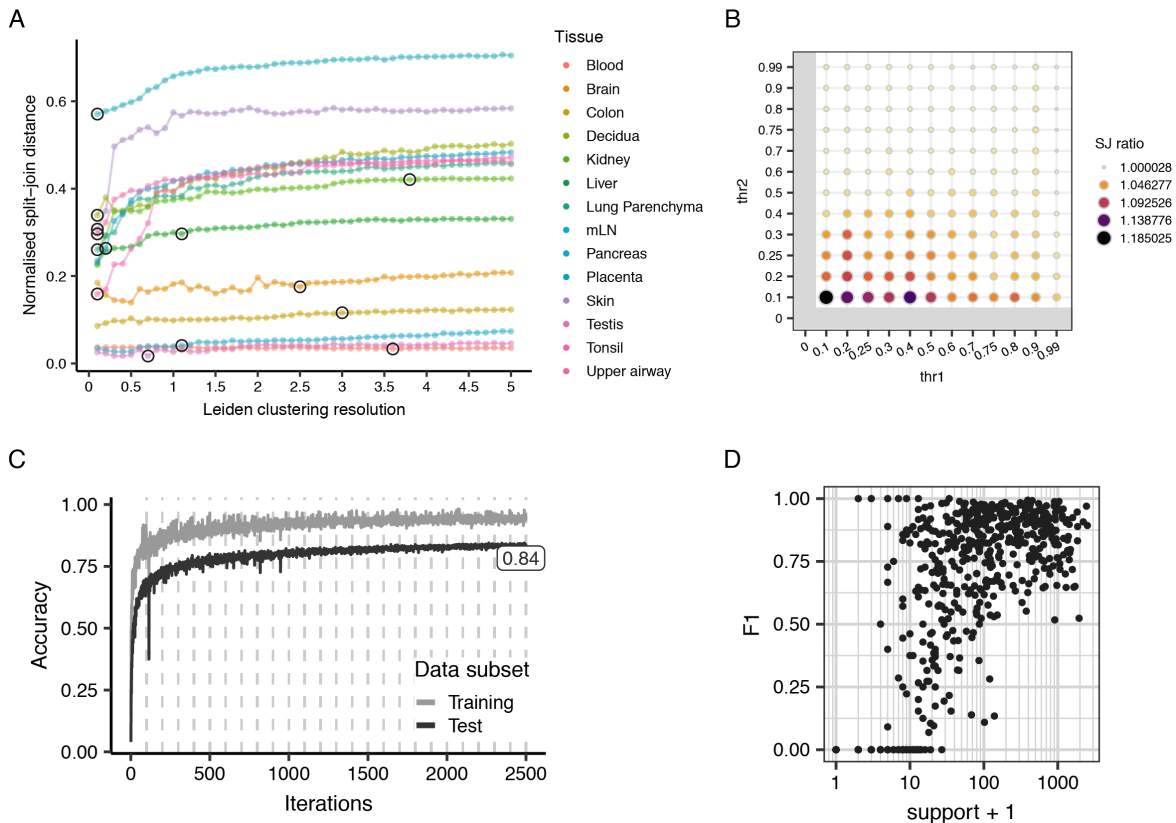 A
Normalised split−join distance
0.6
0.4
0.2
0.0
0 0.5 1 1.5 2 2.5 3 3.5 4 4.5 5
Leiden clustering resolution
Tissue
Blood
Brain
Colon
Decidua
Kidney
Liver
Lung Parenchyma
mLN
Pancreas
Placenta
Skin
Testis
Tonsil
Upper airway
B
thr2
0.99
0.9
0.8
0.75
0.7
0.6
0.5
0.4
0.3
0.25
0.2
0.1
0
0 0.1 0.2 0.25 0.3 0.4 0.5 0.6 0.7 0.75 0.8 0.9 0.99
thr1
SJ ratio
1.000028
1.046277
1.092526
1.138776
1.185025
C
Accuracy
1.00
0.75
0.50
0.25
0.00
0.84
Data subset
Training
Test
0 500 1000 1500 2000 2500
Iterations
D
F1
1.00
0.75
0.50
0.25
0.00
1 10 100 1000
support + 1